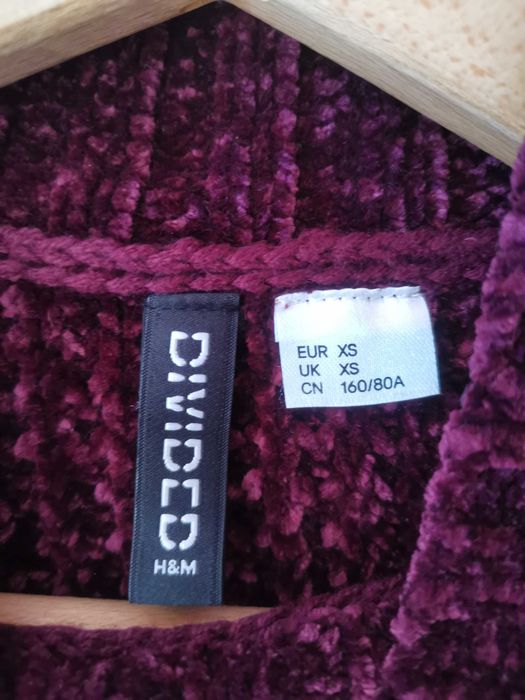 DIVIDED
H&M
EUR XS
UK XS
CN 160/80A